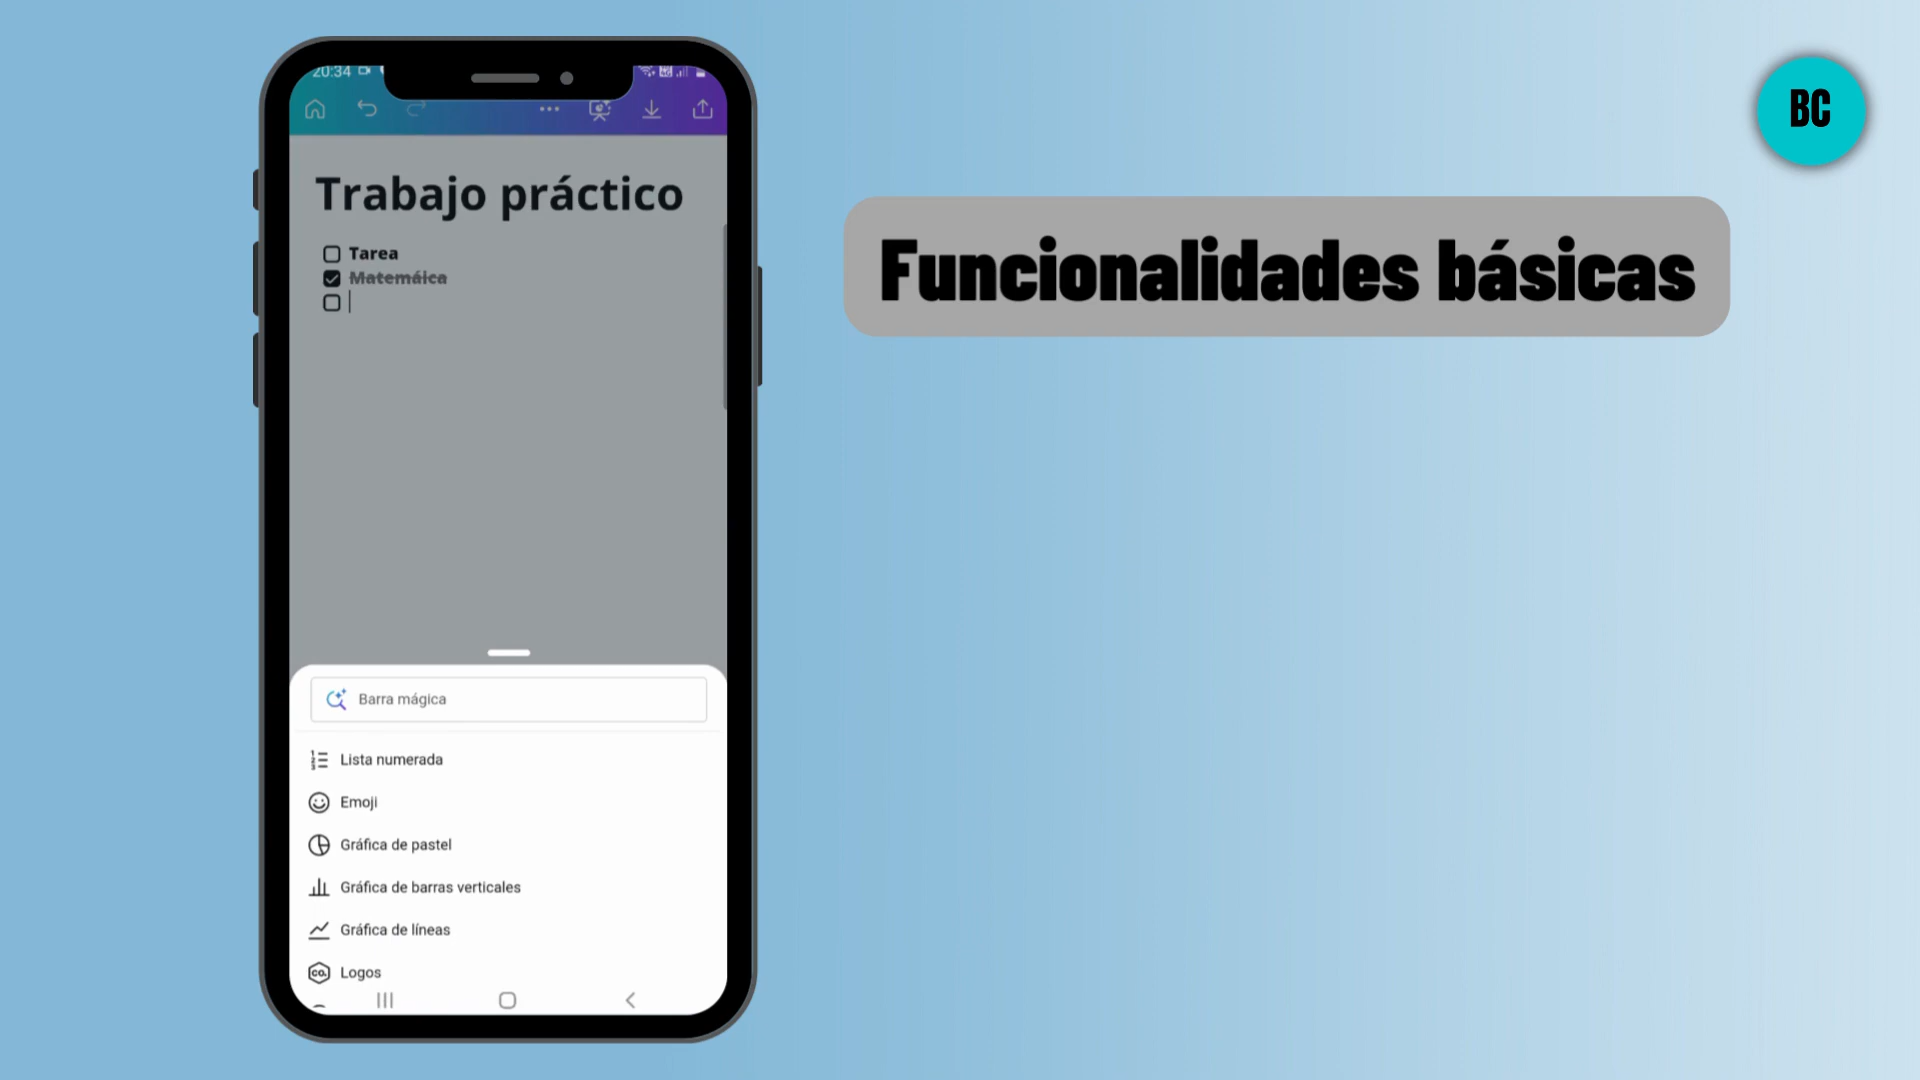 20:34
Trabajo práctico
Tarea
Matemáica
Barra mágica
Lista numerada
Emoji
Gráfica de pastel
Gráfica de barras verticales
Gráfica de líneas
CO.
Logos
Funcionalidades básicas
BC